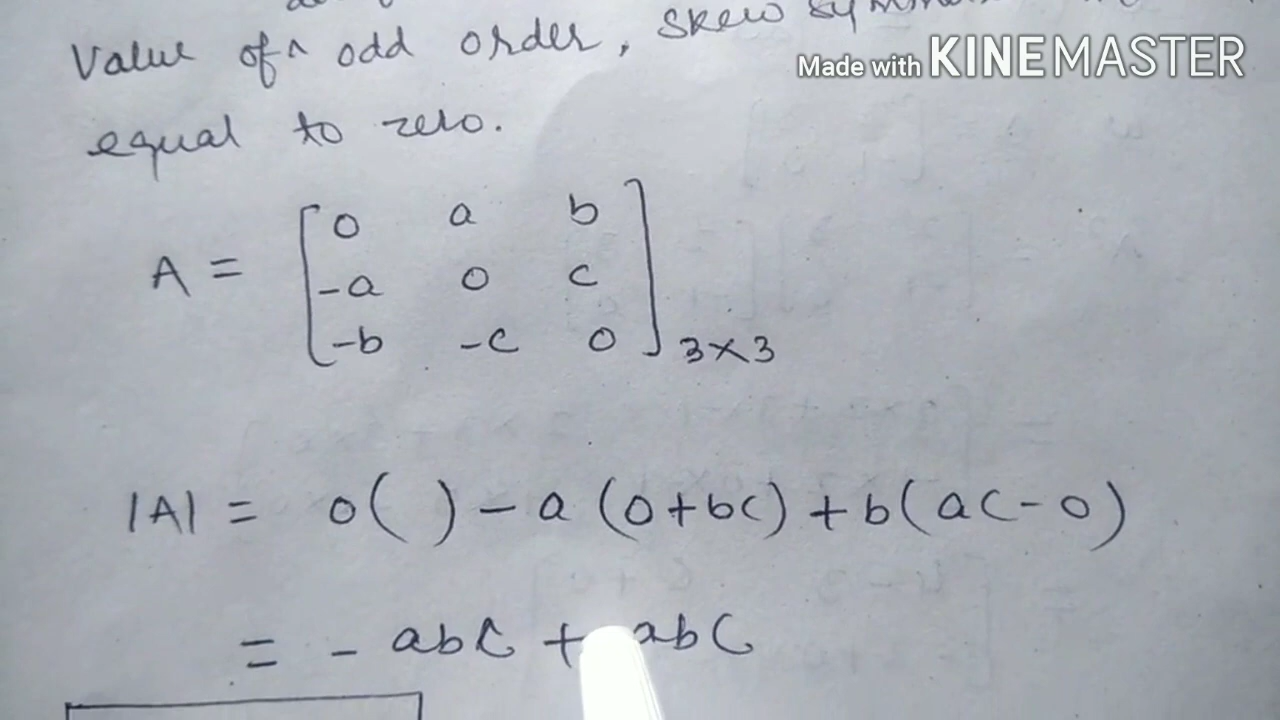 Value of ^ odd order, skew
Made with KINEMASTER
equal to zero.
A = [ 0 a b
-a 0 c
-b -c 0 ] 3×3
|A| = 0( ) - a (0+bc) + b(ac-0)
= - abc + abc